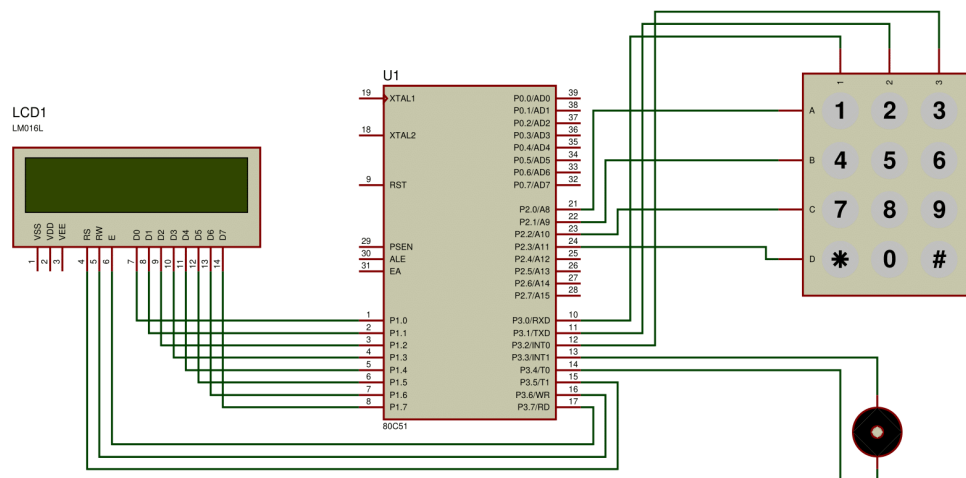 LCD1
LM016L
VSS
VDD
VEE
RS
RW
E
D0
D1
D2
D3
D4
D5
D6
D7
1
2
3
4
5
6
7
8
9
10
11
12
13
14
U1
19 XTAL1
18 XTAL2
9 RST
29 PSEN
30 ALE
31 EA
1 P1.0
2 P1.1
3 P1.2
4 P1.3
5 P1.4
6 P1.5
7 P1.6
8 P1.7
P0.0/AD0 39
P0.1/AD1 38
P0.2/AD2 37
P0.3/AD3 36
P0.4/AD4 35
P0.5/AD5 34
P0.6/AD6 33
P0.7/AD7 32
P2.0/A8 21
P2.1/A9 22
P2.2/A10 23
P2.3/A11 24
P2.4/A12 25
P2.5/A13 26
P2.6/A14 27
P2.7/A15 28
P3.0/RXD 10
P3.1/TXD 11
P3.2/INT0 12
P3.3/INT1 13
P3.4/T0 14
P3.5/T1 15
P3.6/WR 16
P3.7/RD 17
80C51
1 2 3
A 1 2 3
B 4 5 6
C 7 8 9
D * 0 #